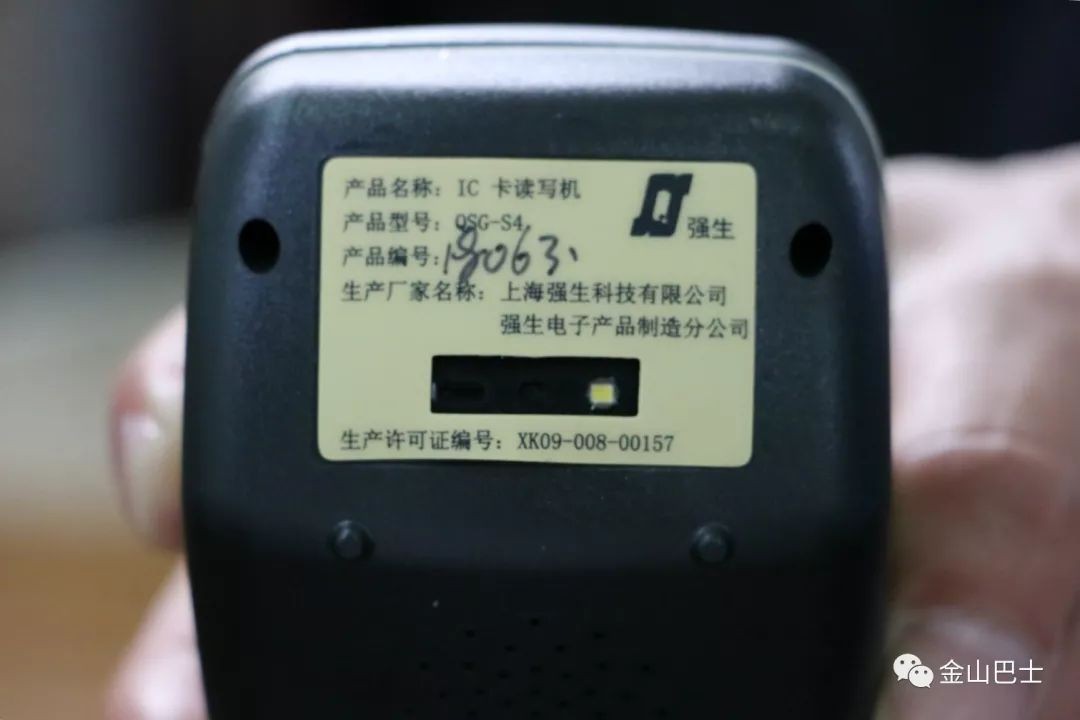 产品名称: IC 卡读写机
产品型号: QSG-S4
强生
产品编号:
生产厂家名称: 上海强生科技有限公司
强生电子产品制造分公司
生产许可证编号: XK09-008-00157
金山巴士